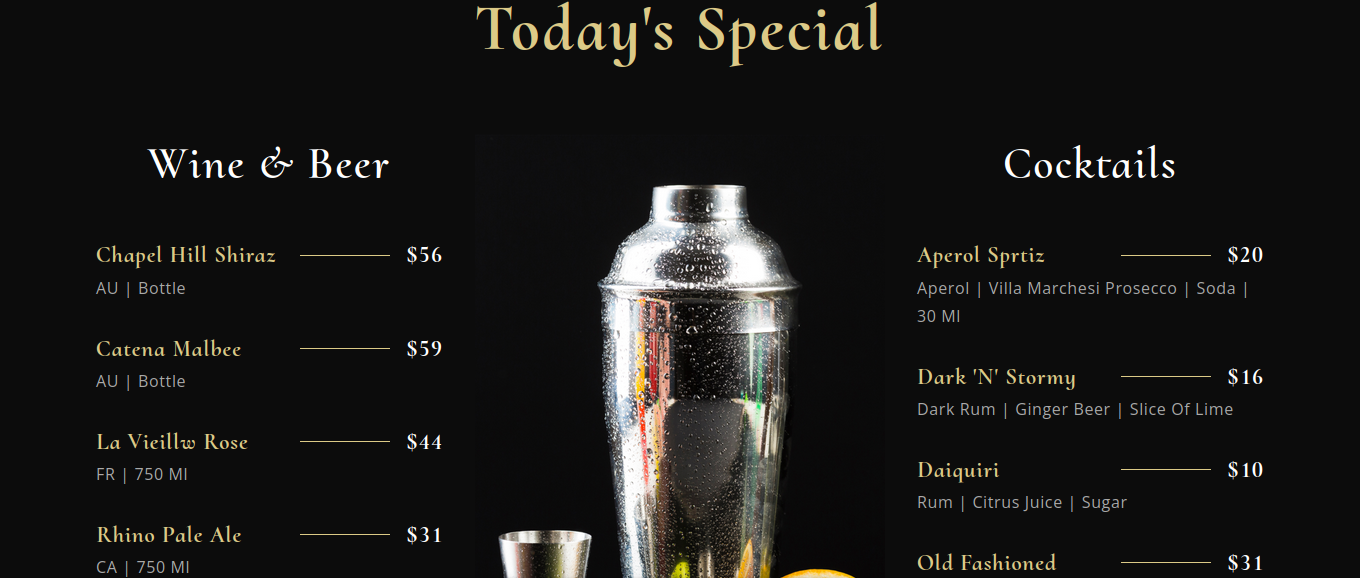 Today's Special
Wine & Beer
Chapel Hill Shiraz $56
AU | Bottle
Catena Malbee $59
AU | Bottle
La Vieillw Rose $44
FR | 750 Ml
Rhino Pale Ale $31
CA | 750 Ml
Cocktails
Aperol Sprtiz $20
Aperol | Villa Marchesi Prosecco | Soda |
30 Ml
Dark 'N' Stormy $16
Dark Rum | Ginger Beer | Slice Of Lime
Daiquiri $10
Rum | Citrus Juice | Sugar
Old Fashioned $31